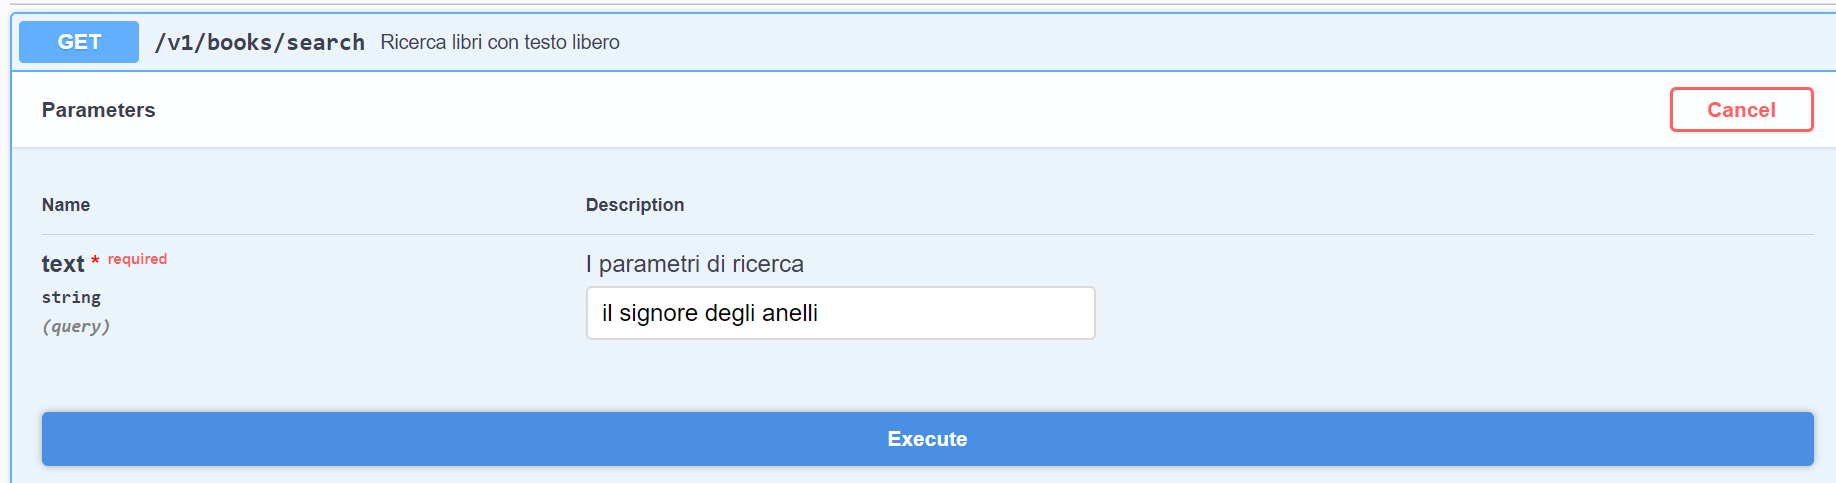 GET /v1/books/search Ricerca libri con testo libero
Parameters Cancel
Name Description
text * required I parametri di ricerca
string il signore degli anelli
(query)
Execute